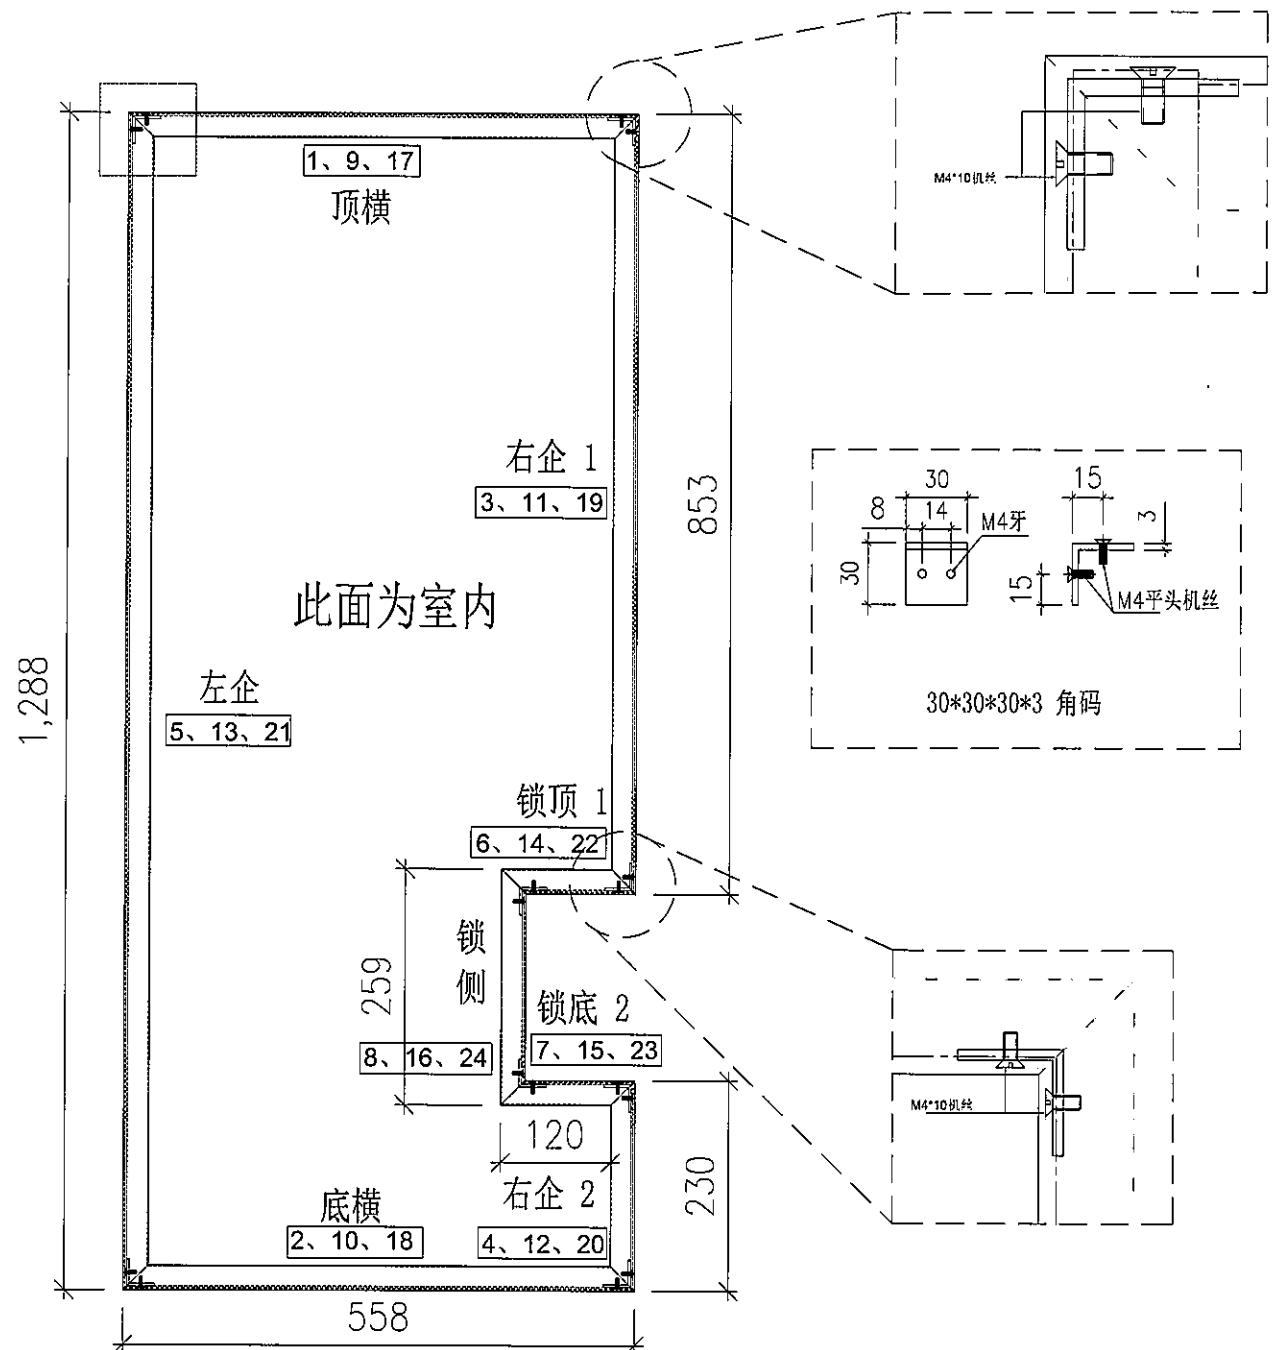 M4*10机丝
1、9、17
顶横
右企 1
3、11、19
853
30
15
8
14
M4牙
3
30
15
M4平头机丝
30*30*30*3 角码
此面为室内
1,288
左企
5、13、21
锁顶 1
6、14、22
259
锁侧
锁底 2
7、15、23
8、16、24
M4*10机丝
120
230
右企 2
4、12、20
底横
2、10、18
558